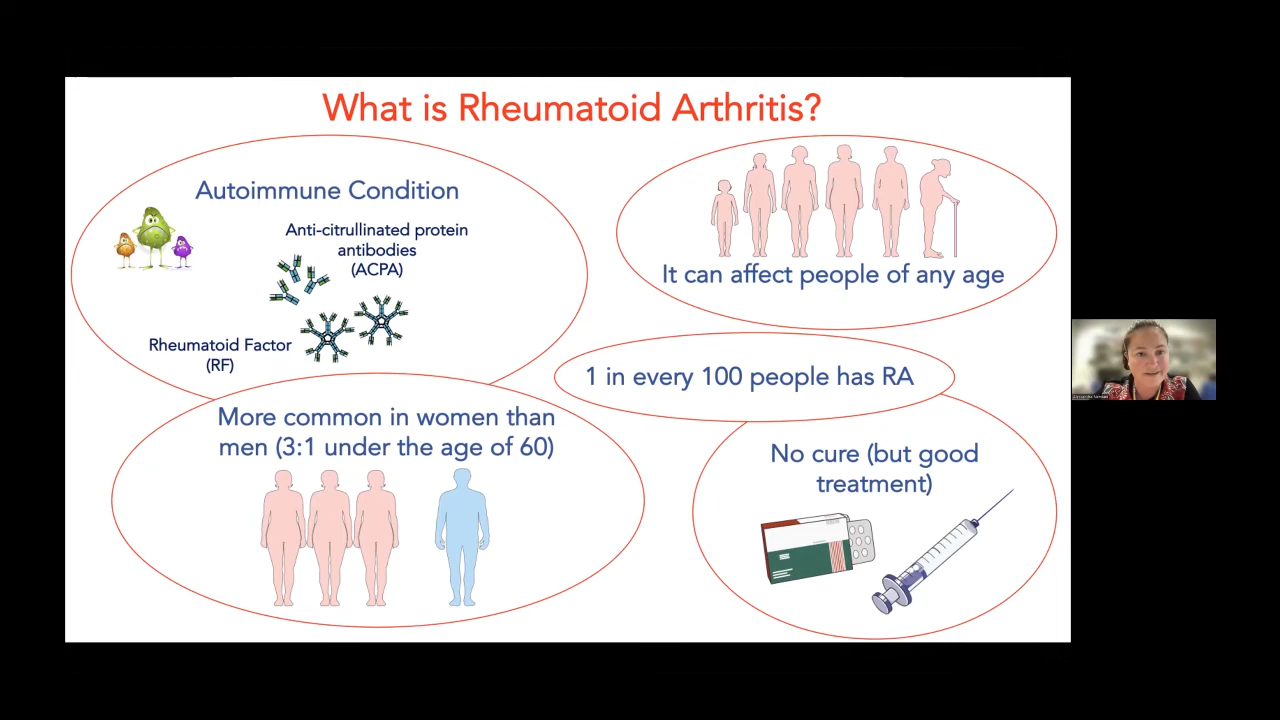 What is Rheumatoid Arthritis?
Autoimmune Condition
Anti-citrullinated protein
antibodies
(ACPA)
Rheumatoid Factor
(RF)
It can affect people of any age
1 in every 100 people has RA
More common in women than
men (3:1 under the age of 60)
No cure (but good
treatment)